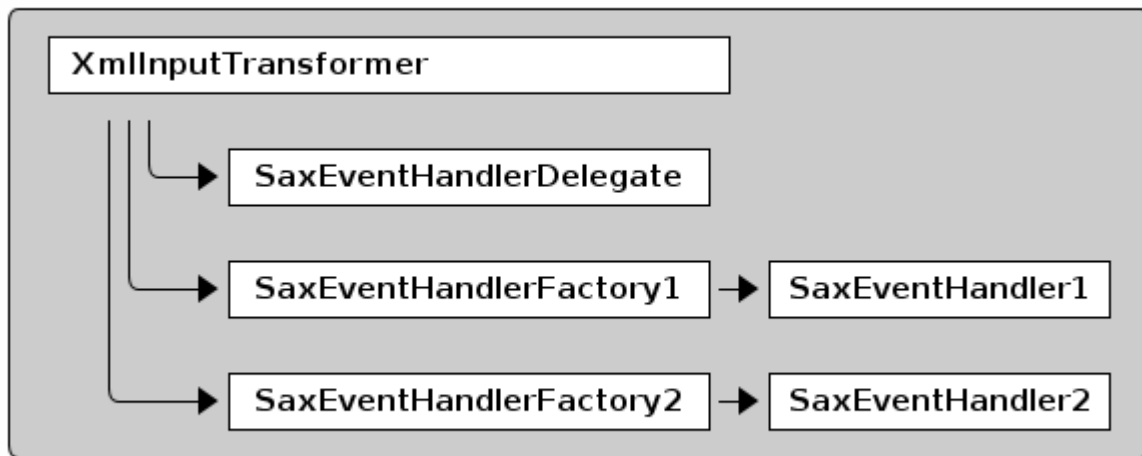 XmlInputTransformer
SaxEventHandlerDelegate
SaxEventHandlerFactory1 SaxEventHandler1
SaxEventHandlerFactory2 SaxEventHandler2